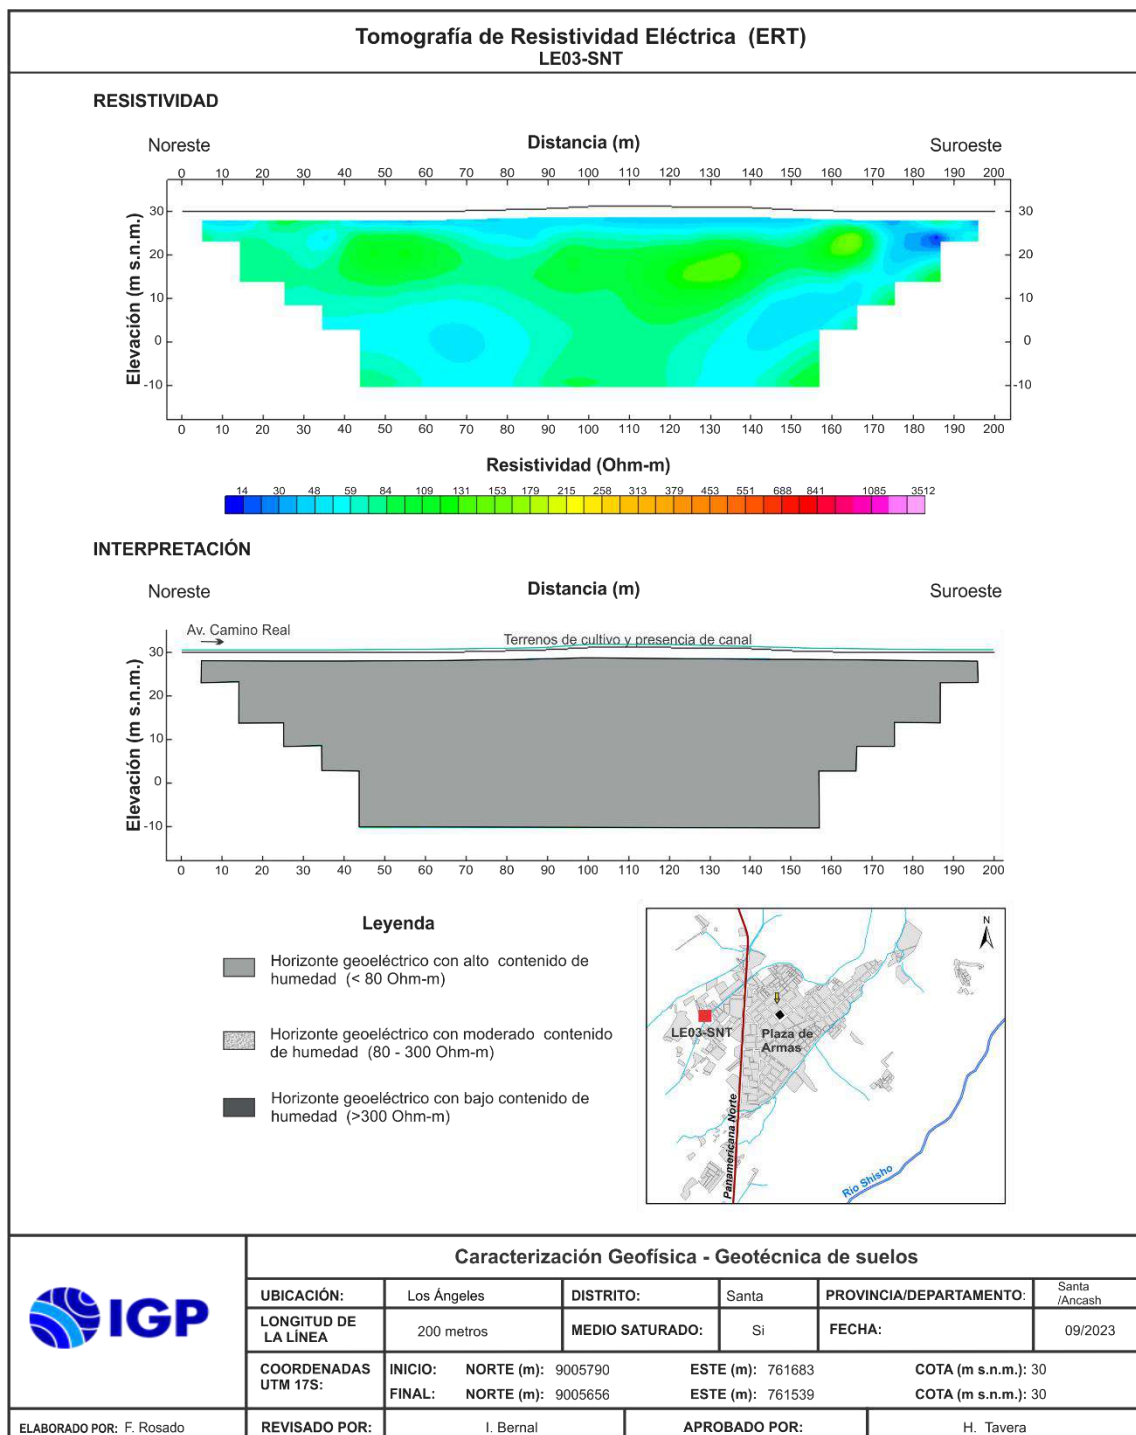 Tomografía de Resistividad Eléctrica (ERT)
LE03-SNT
RESISTIVIDAD
Noreste
Distancia (m)
Suroeste
0 10 20 30 40 50 60 70 80 90 100 110 120 130 140 150 160 170 180 190 200
Elevación (m s.n.m.)
30 30
20 20
10 10
0 0
-10 -10
0 10 20 30 40 50 60 70 80 90 100 110 120 130 140 150 160 170 180 190 200
Resistividad (Ohm-m)
14 30 48 59 84 109 131 153 179 215 258 313 379 453 551 688 841 1085 3512
INTERPRETACIÓN
Noreste
Distancia (m)
Suroeste
Av. Camino Real
Terrenos de cultivo y presencia de canal
Elevación (m s.n.m.)
30
20
10
0
-10
0 10 20 30 40 50 60 70 80 90 100 110 120 130 140 150 160 170 180 190 200
Leyenda
Horizonte geoeléctrico con alto contenido de
humedad (< 80 Ohm-m)
Horizonte geoeléctrico con moderado contenido
de humedad (80 - 300 Ohm-m)
Horizonte geoeléctrico con bajo contenido de
humedad (>300 Ohm-m)
N
LE03-SNT
Plaza de
Armas
Panamericana Norte
Rio Shisho
IGP
Caracterización Geofísica - Geotécnica de suelos
UBICACIÓN: Los Ángeles DISTRITO: Santa PROVINCIA/DEPARTAMENTO: Santa
/Ancash
LONGITUD DE
LA LÍNEA 200 metros MEDIO SATURADO: Si FECHA: 09/2023
COORDENADAS
UTM 17S:
INICIO: NORTE (m): 9005790 ESTE (m): 761683 COTA (m s.n.m.): 30
FINAL: NORTE (m): 9005656 ESTE (m): 761539 COTA (m s.n.m.): 30
ELABORADO POR: F. Rosado REVISADO POR: I. Bernal APROBADO POR: H. Tavera